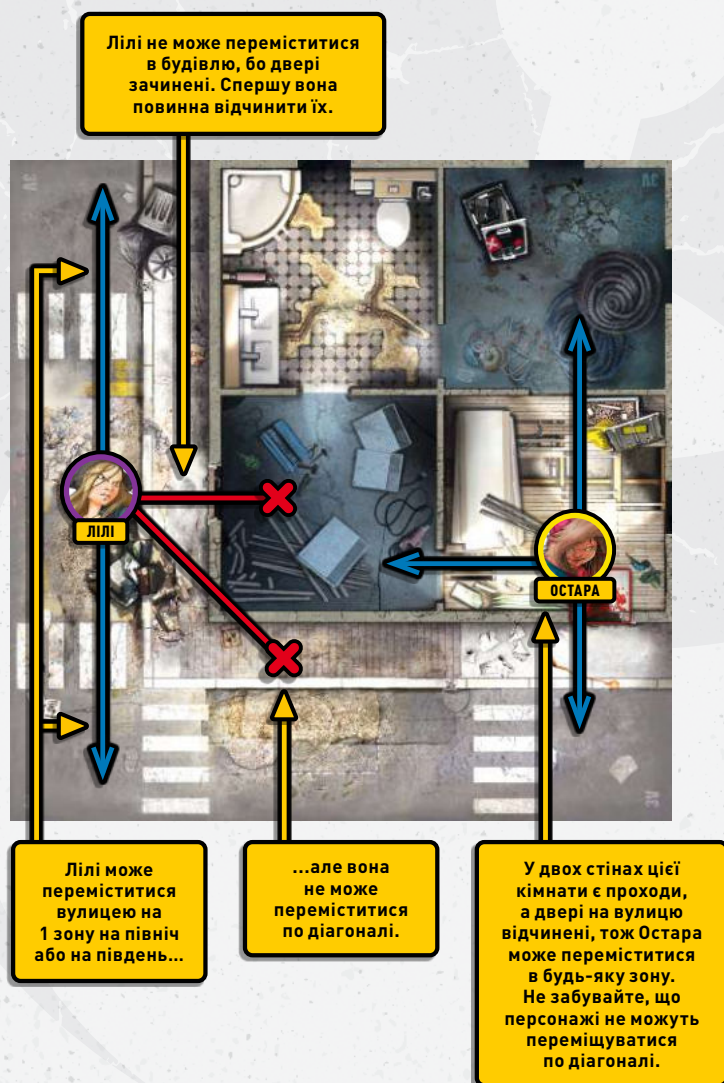 Лілі не може переміститися
в будівлю, бо двері
зачинені. Спершу вона
повинна відчинити їх.
ЛІЛІ
ОСТАРА
Лілі може
переміститися
вулицею на
1 зону на північ
або на південь...
...але вона
не може
переміститися
по діагоналі.
У двох стінах цієї
кімнати є проходи,
а двері на вулицю
відчинені, тож Остара
може переміститися
в будь-яку зону.
Не забувайте, що
персонажі не можуть
переміщуватися
по діагоналі.